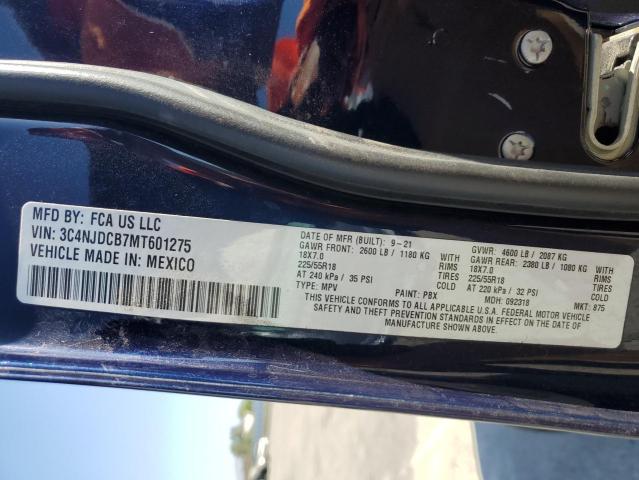 MFD BY: FCA US LLC
VIN: 3C4NJDCB7MT601275
VEHICLE MADE IN: MEXICO
DATE OF MFR (BUILT): 9-21 GVWR: 4600 LB / 2087 KG
GAWR FRONT: 2600 LB / 1180 KG WITH GAWR REAR: 2380 LB / 1080 KG WITH
18X7.0 RIMS 18X7.0 RIMS
225/55R18 TIRES 225/55R18 TIRES
AT 240 kPa / 35 PSI COLD AT 220 kPa / 32 PSI COLD
TYPE: MPV PAINT: PBX MDH: 092318 MKT: 875
THIS VEHICLE CONFORMS TO ALL APPLICABLE U.S.A. FEDERAL MOTOR VEHICLE
SAFETY AND THEFT PREVENTION STANDARDS IN EFFECT ON THE DATE OF
MANUFACTURE SHOWN ABOVE.